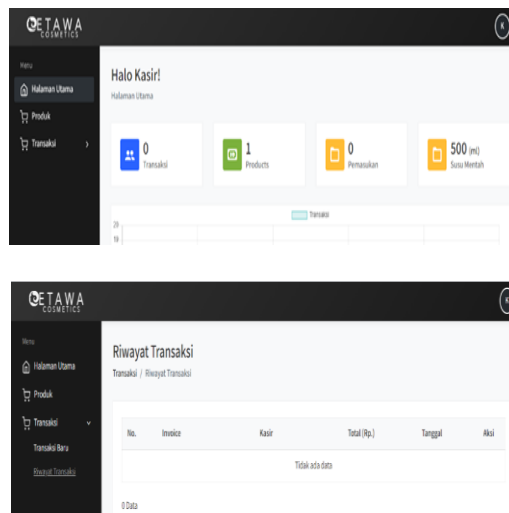 ETAWA
COSMETICS
K
Menu
Halaman Utama
Produk
Transaksi
Halo Kasir!
Halaman Utama
0
Transaksi
1
Products
0
Pemasukan
500 (ml)
Susu Mentah
Transaksi
20
19
ETAWA
COSMETICS
K
Menu
Halaman Utama
Produk
Transaksi
Transaksi Baru
Riwayat Transaksi
Riwayat Transaksi
Transaksi / Riwayat Transaksi
No. Invoice Kasir Total (Rp.) Tanggal Aksi
Tidak ada data
0 Data